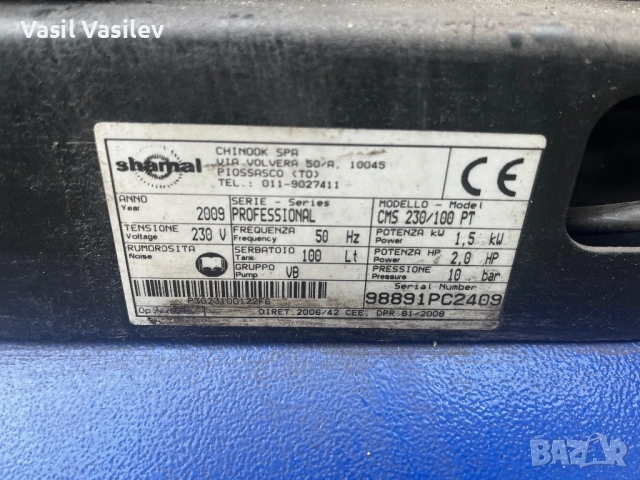 Vasil Vasilev
shamal
CHINOOK SPA
VIA VOLVERA 50/A, 10045
PIOSSASCO (TO)
TEL.: 011-9027411
CE
ANNO
Year 2009
SERIE - Series
PROFESSIONAL
MODELLO - Model
CMS 230/100 PT
TENSIONE
Voltage 230 V
FREQUENZA
Frequency 50 Hz
POTENZA kW
Power 1,5 kW
RUMOROSITA
Noise
SERBATOIO
Tank 100 Lt
POTENZA HP
Power 2,0 HP
GRUPPO
Pump VB
PRESSIONE
Pressure 10 bar
Serial Number
98891PC2409
DIRET.2006/42 CEE, DPR 81/2008
BAZAR